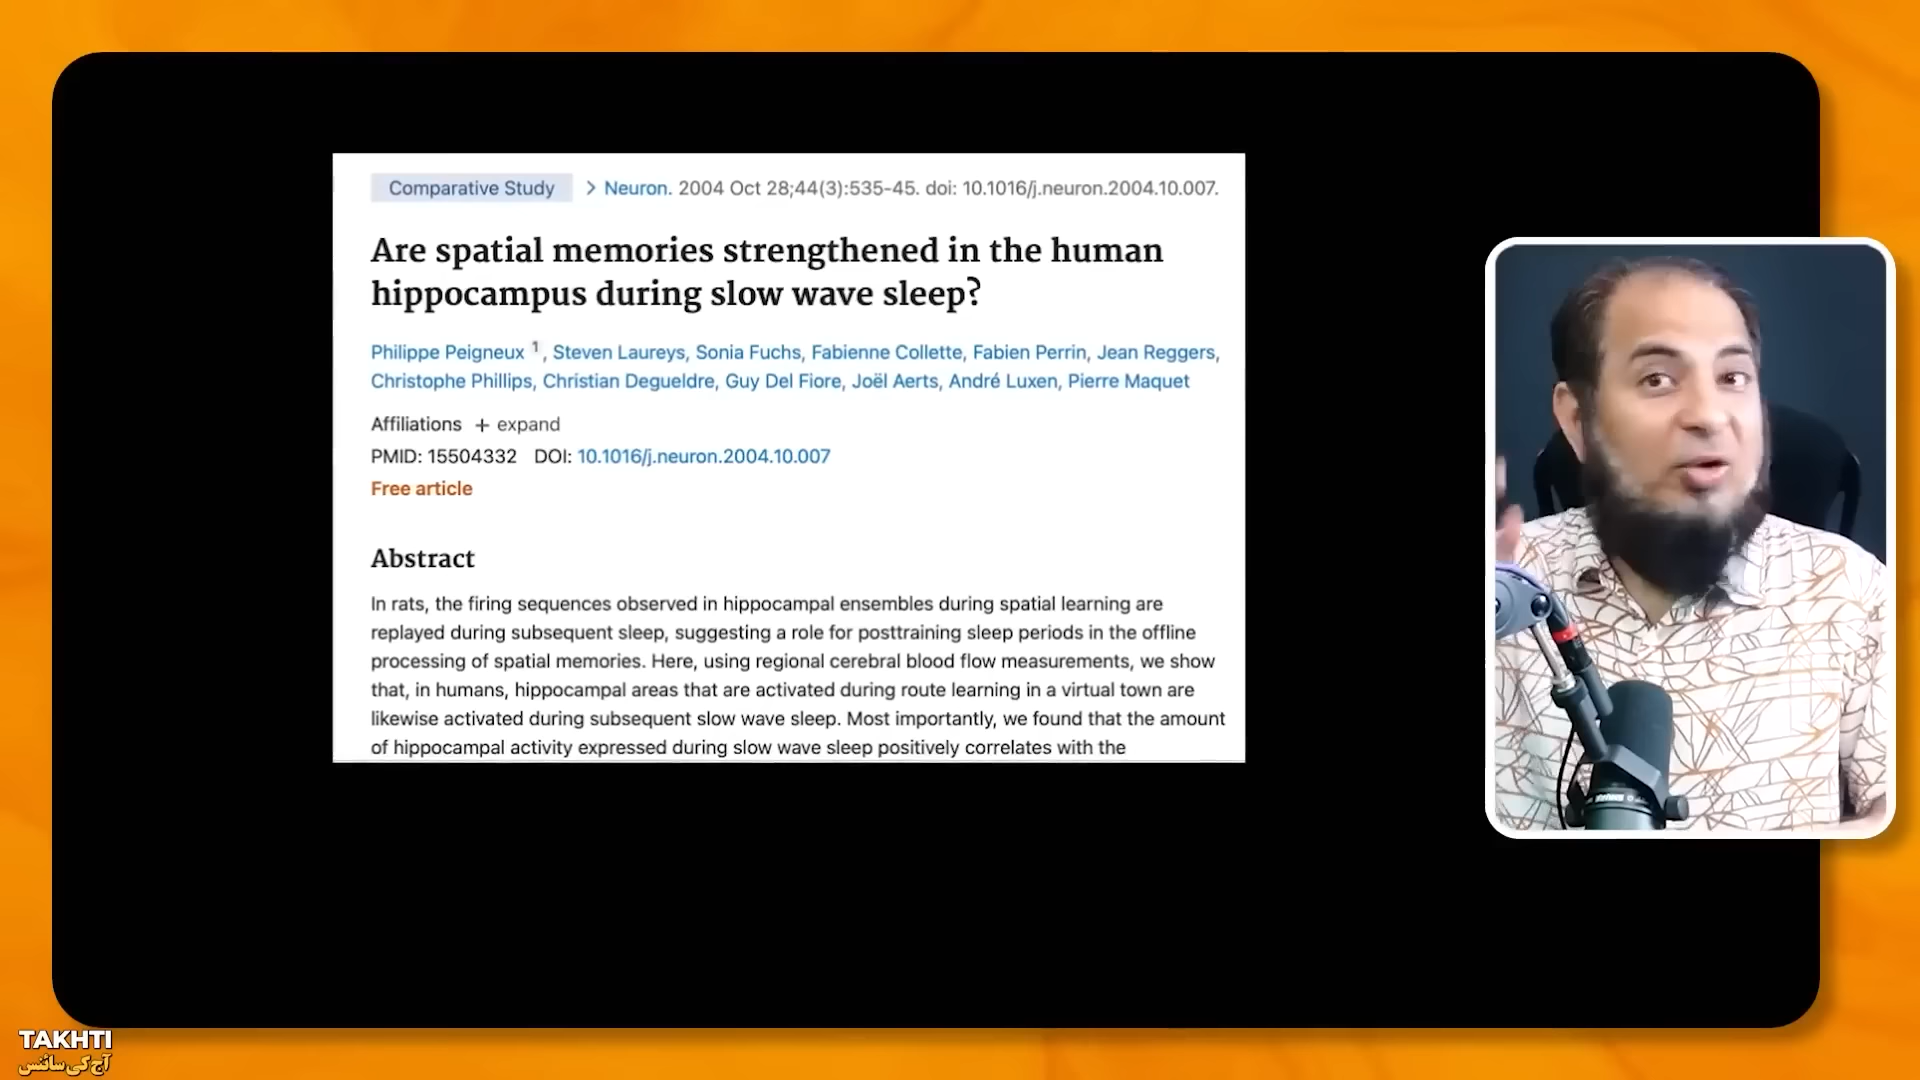 Comparative Study > Neuron. 2004 Oct 28;44(3):535-45. doi: 10.1016/j.neuron.2004.10.007.
Are spatial memories strengthened in the human
hippocampus during slow wave sleep?
Philippe Peigneux 1, Steven Laureys, Sonia Fuchs, Fabienne Collette, Fabien Perrin, Jean Reggers,
Christophe Phillips, Christian Degueldre, Guy Del Fiore, Joël Aerts, André Luxen, Pierre Maquet
Affiliations + expand
PMID: 15504332 DOI: 10.1016/j.neuron.2004.10.007
Free article
Abstract
In rats, the firing sequences observed in hippocampal ensembles during spatial learning are
replayed during subsequent sleep, suggesting a role for posttraining sleep periods in the offline
processing of spatial memories. Here, using regional cerebral blood flow measurements, we show
that, in humans, hippocampal areas that are activated during route learning in a virtual town are
likewise activated during subsequent slow wave sleep. Most importantly, we found that the amount
of hippocampal activity expressed during slow wave sleep positively correlates with the
TAKHTI
آج کی سائنس